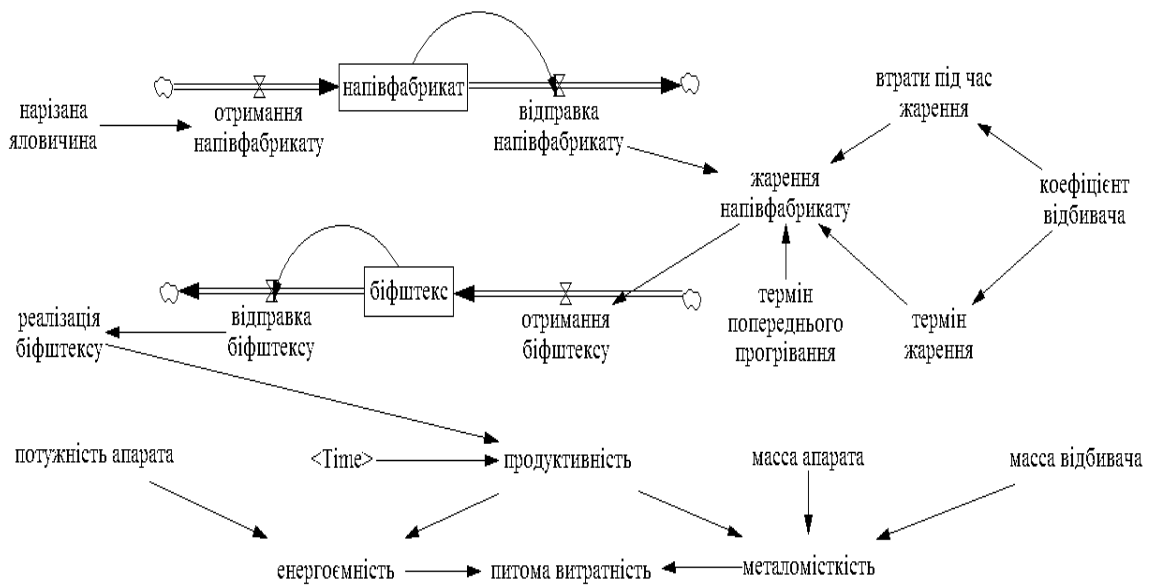 напівфабрикат
втрати під час
жарення
нарізана
яловичина
отримання
напівфабрикату
відправка
напівфабрикату
жарення
напівфабрикату
коефіцієнт
відбивача
біфштекс
реалізація
біфштексу
відправка
біфштексу
отримання
біфштексу
термін
попереднього
прогрівання
термін
жарення
потужність апарата
<Time>
продуктивність
масса апарата
масса відбивача
енергоємність
питома витратність
металомісткість